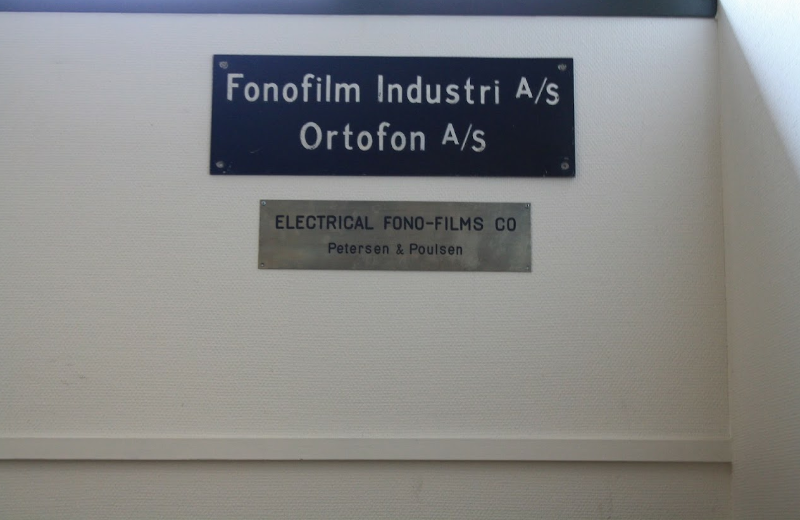 Fonofilm Industri A/S
Ortofon A/S
ELECTRICAL FONO-FILMS CO
Petersen & Poulsen